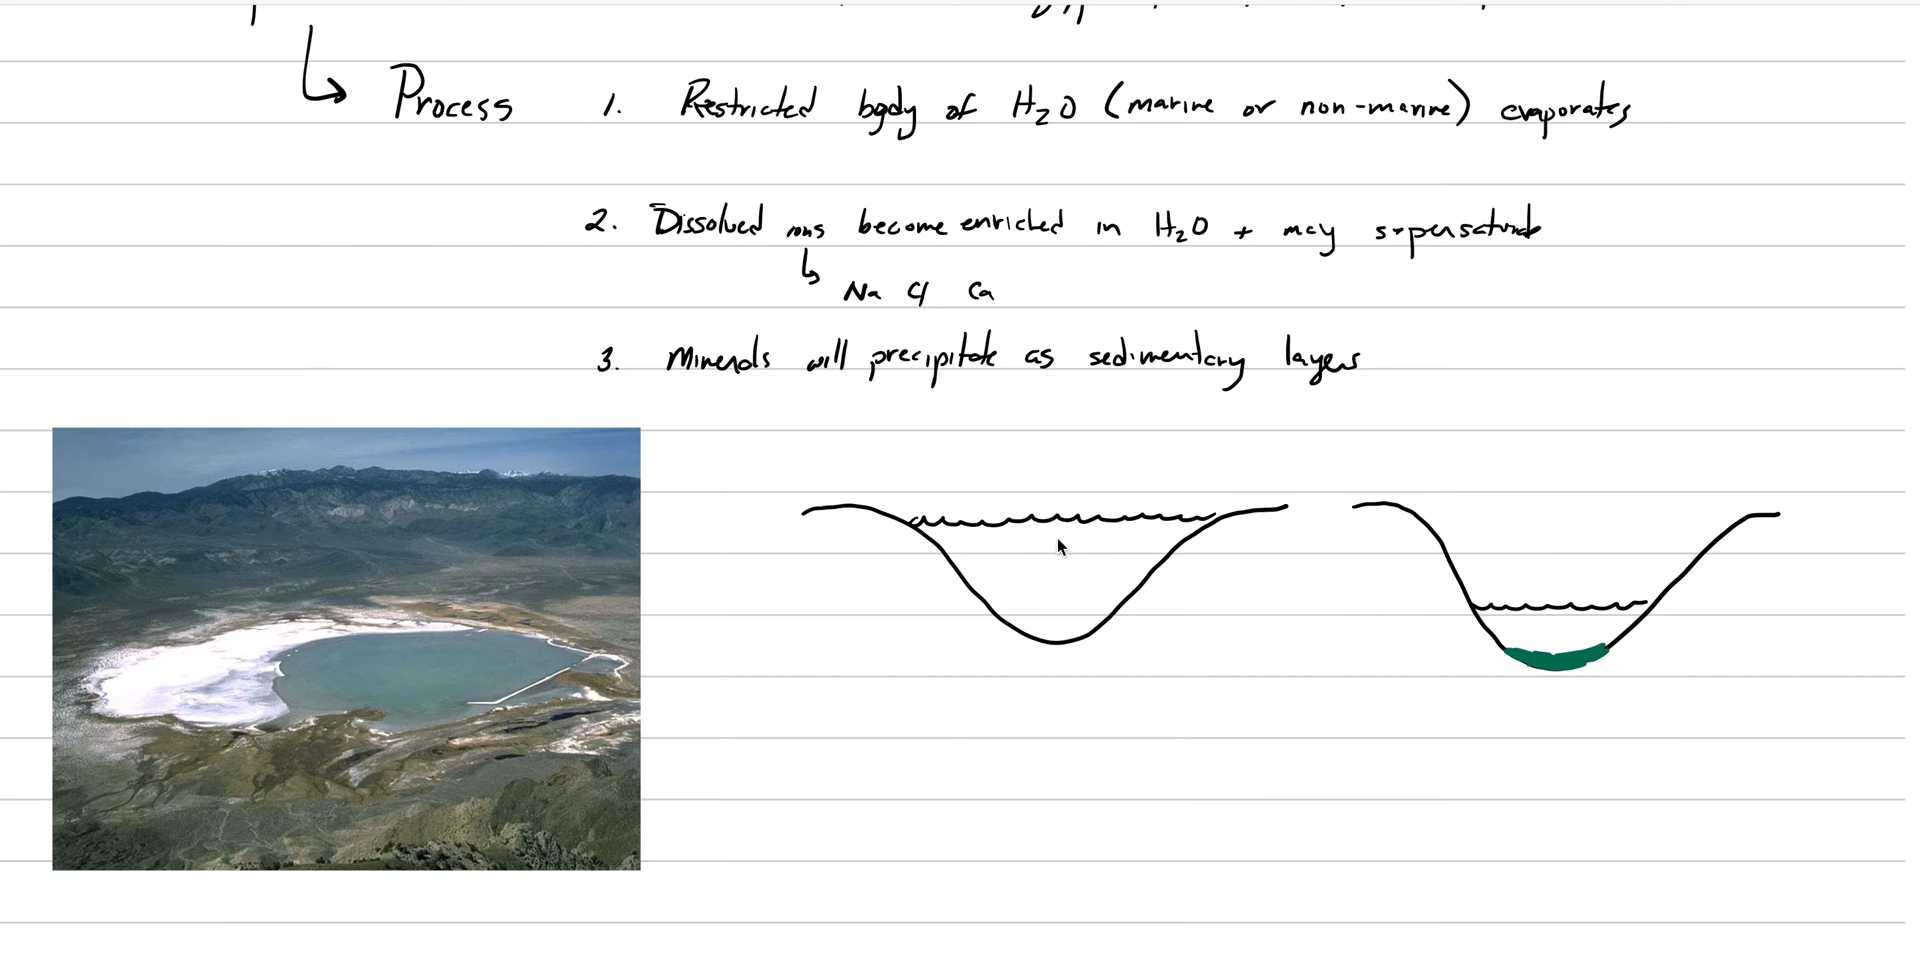 Process 1. Restricted body of H2O (marine or non-marine) evaporates
2. Dissolved ions become enriched in H2O + may supersaturate
Na Cl Ca
3. Minerals will precipitate as sedimentary layers